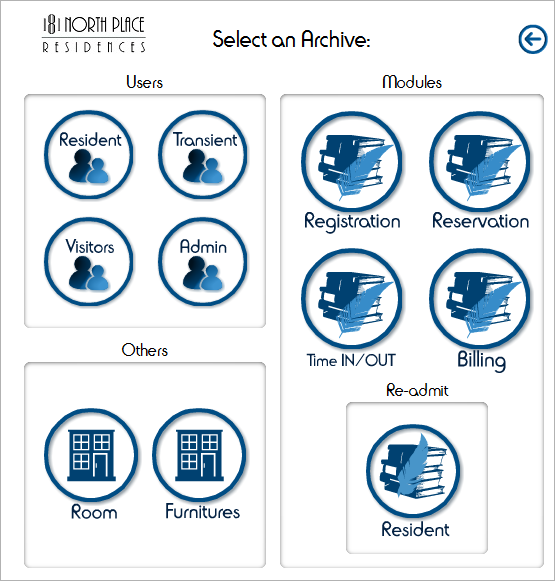 181 NORTH PLACE
RESIDENCES
Select an Archive:
Users
Resident
Transient
Visitors
Admin
Others
Room
Furnitures
Modules
Registration
Reservation
Time IN/OUT
Billing
Re-admit
Resident